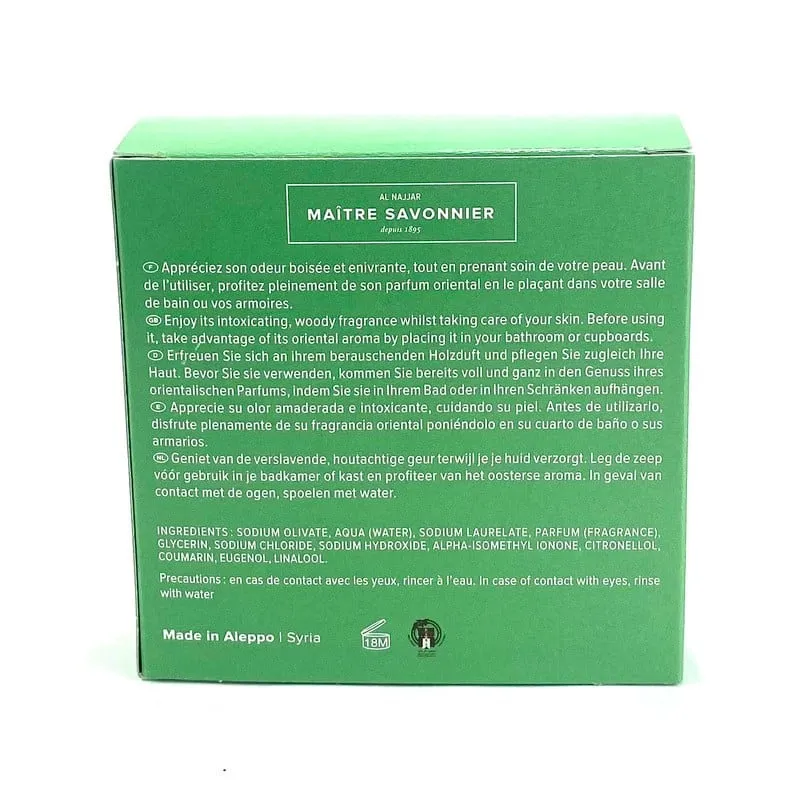 AL NAJJAR
MAÎTRE SAVONNIER
depuis 1895
F Appréciez son odeur boisée et enivrante, tout en prenant soin de votre peau. Avant
de l'utiliser, profitez pleinement de son parfum oriental en le plaçant dans votre salle
de bain ou vos armoires.
GB Enjoy its intoxicating, woody fragrance whilst taking care of your skin. Before using
it, take advantage of its oriental aroma by placing it in your bathroom or cupboards.
D Erfreuen Sie sich an ihrem berauschenden Holzduft und pflegen Sie zugleich Ihre
Haut. Bevor Sie sie verwenden, kommen Sie bereits voll und ganz in den Genuss ihres
orientalischen Parfums, indem Sie sie in Ihrem Bad oder in Ihren Schränken aufhängen.
E Aprecie su olor amaderada e intoxicante, cuidando su piel. Antes de utilizarlo,
disfrute plenamente de su fragrancia oriental poniéndolo en su cuarto de baño o sus
armarios.
NL Geniet van de verslavende, houtachtige geur terwijl je je huid verzorgt. Leg de zeep
vóór gebruik in je badkamer of kast en profiteer van het oosterse aroma. In geval van
contact met de ogen, spoelen met water.
INGREDIENTS : SODIUM OLIVATE, AQUA (WATER), SODIUM LAURELATE, PARFUM (FRAGRANCE),
GLYCERIN, SODIUM CHLORIDE, SODIUM HYDROXIDE, ALPHA-ISOMETHYL IONONE, CITRONELLOL,
COUMARIN, EUGENOL, LINALOOL.
Precautions : en cas de contact avec les yeux, rincer à l'eau. In case of contact with eyes, rinse
with water
Made in Aleppo | Syria
18M